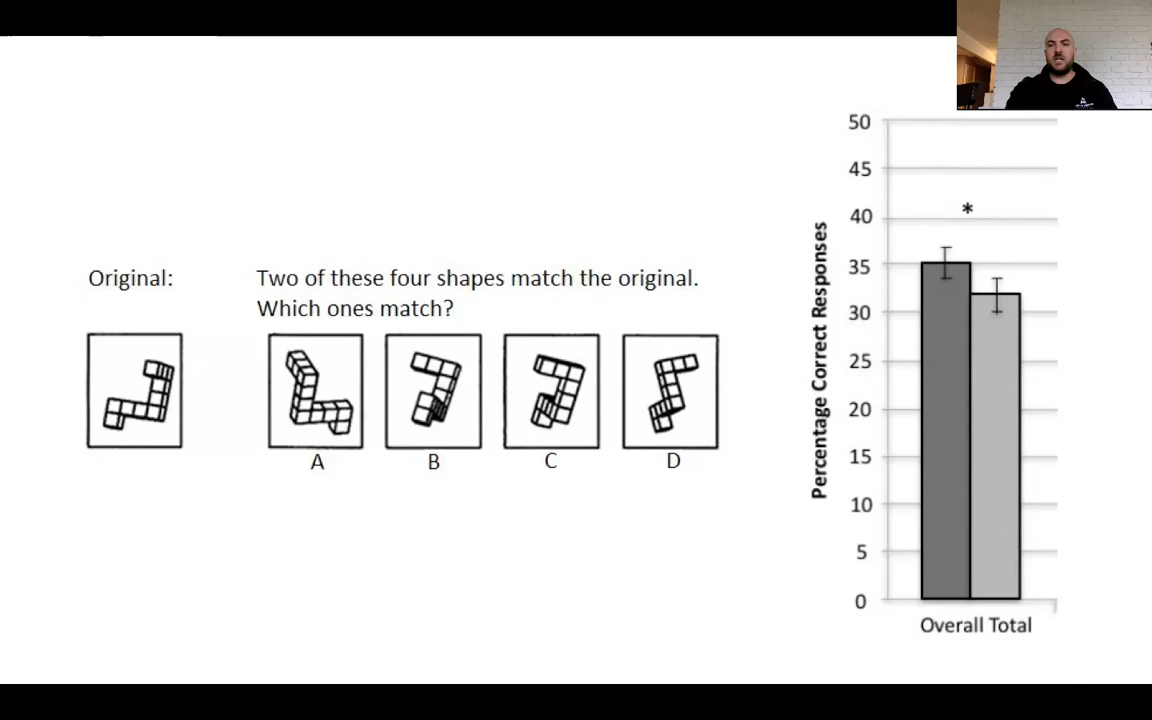 Original:
Two of these four shapes match the original.
Which ones match?
A
B
C
D
Percentage Correct Responses
50
45
40
35
30
25
20
15
10
5
0
*
Overall Total